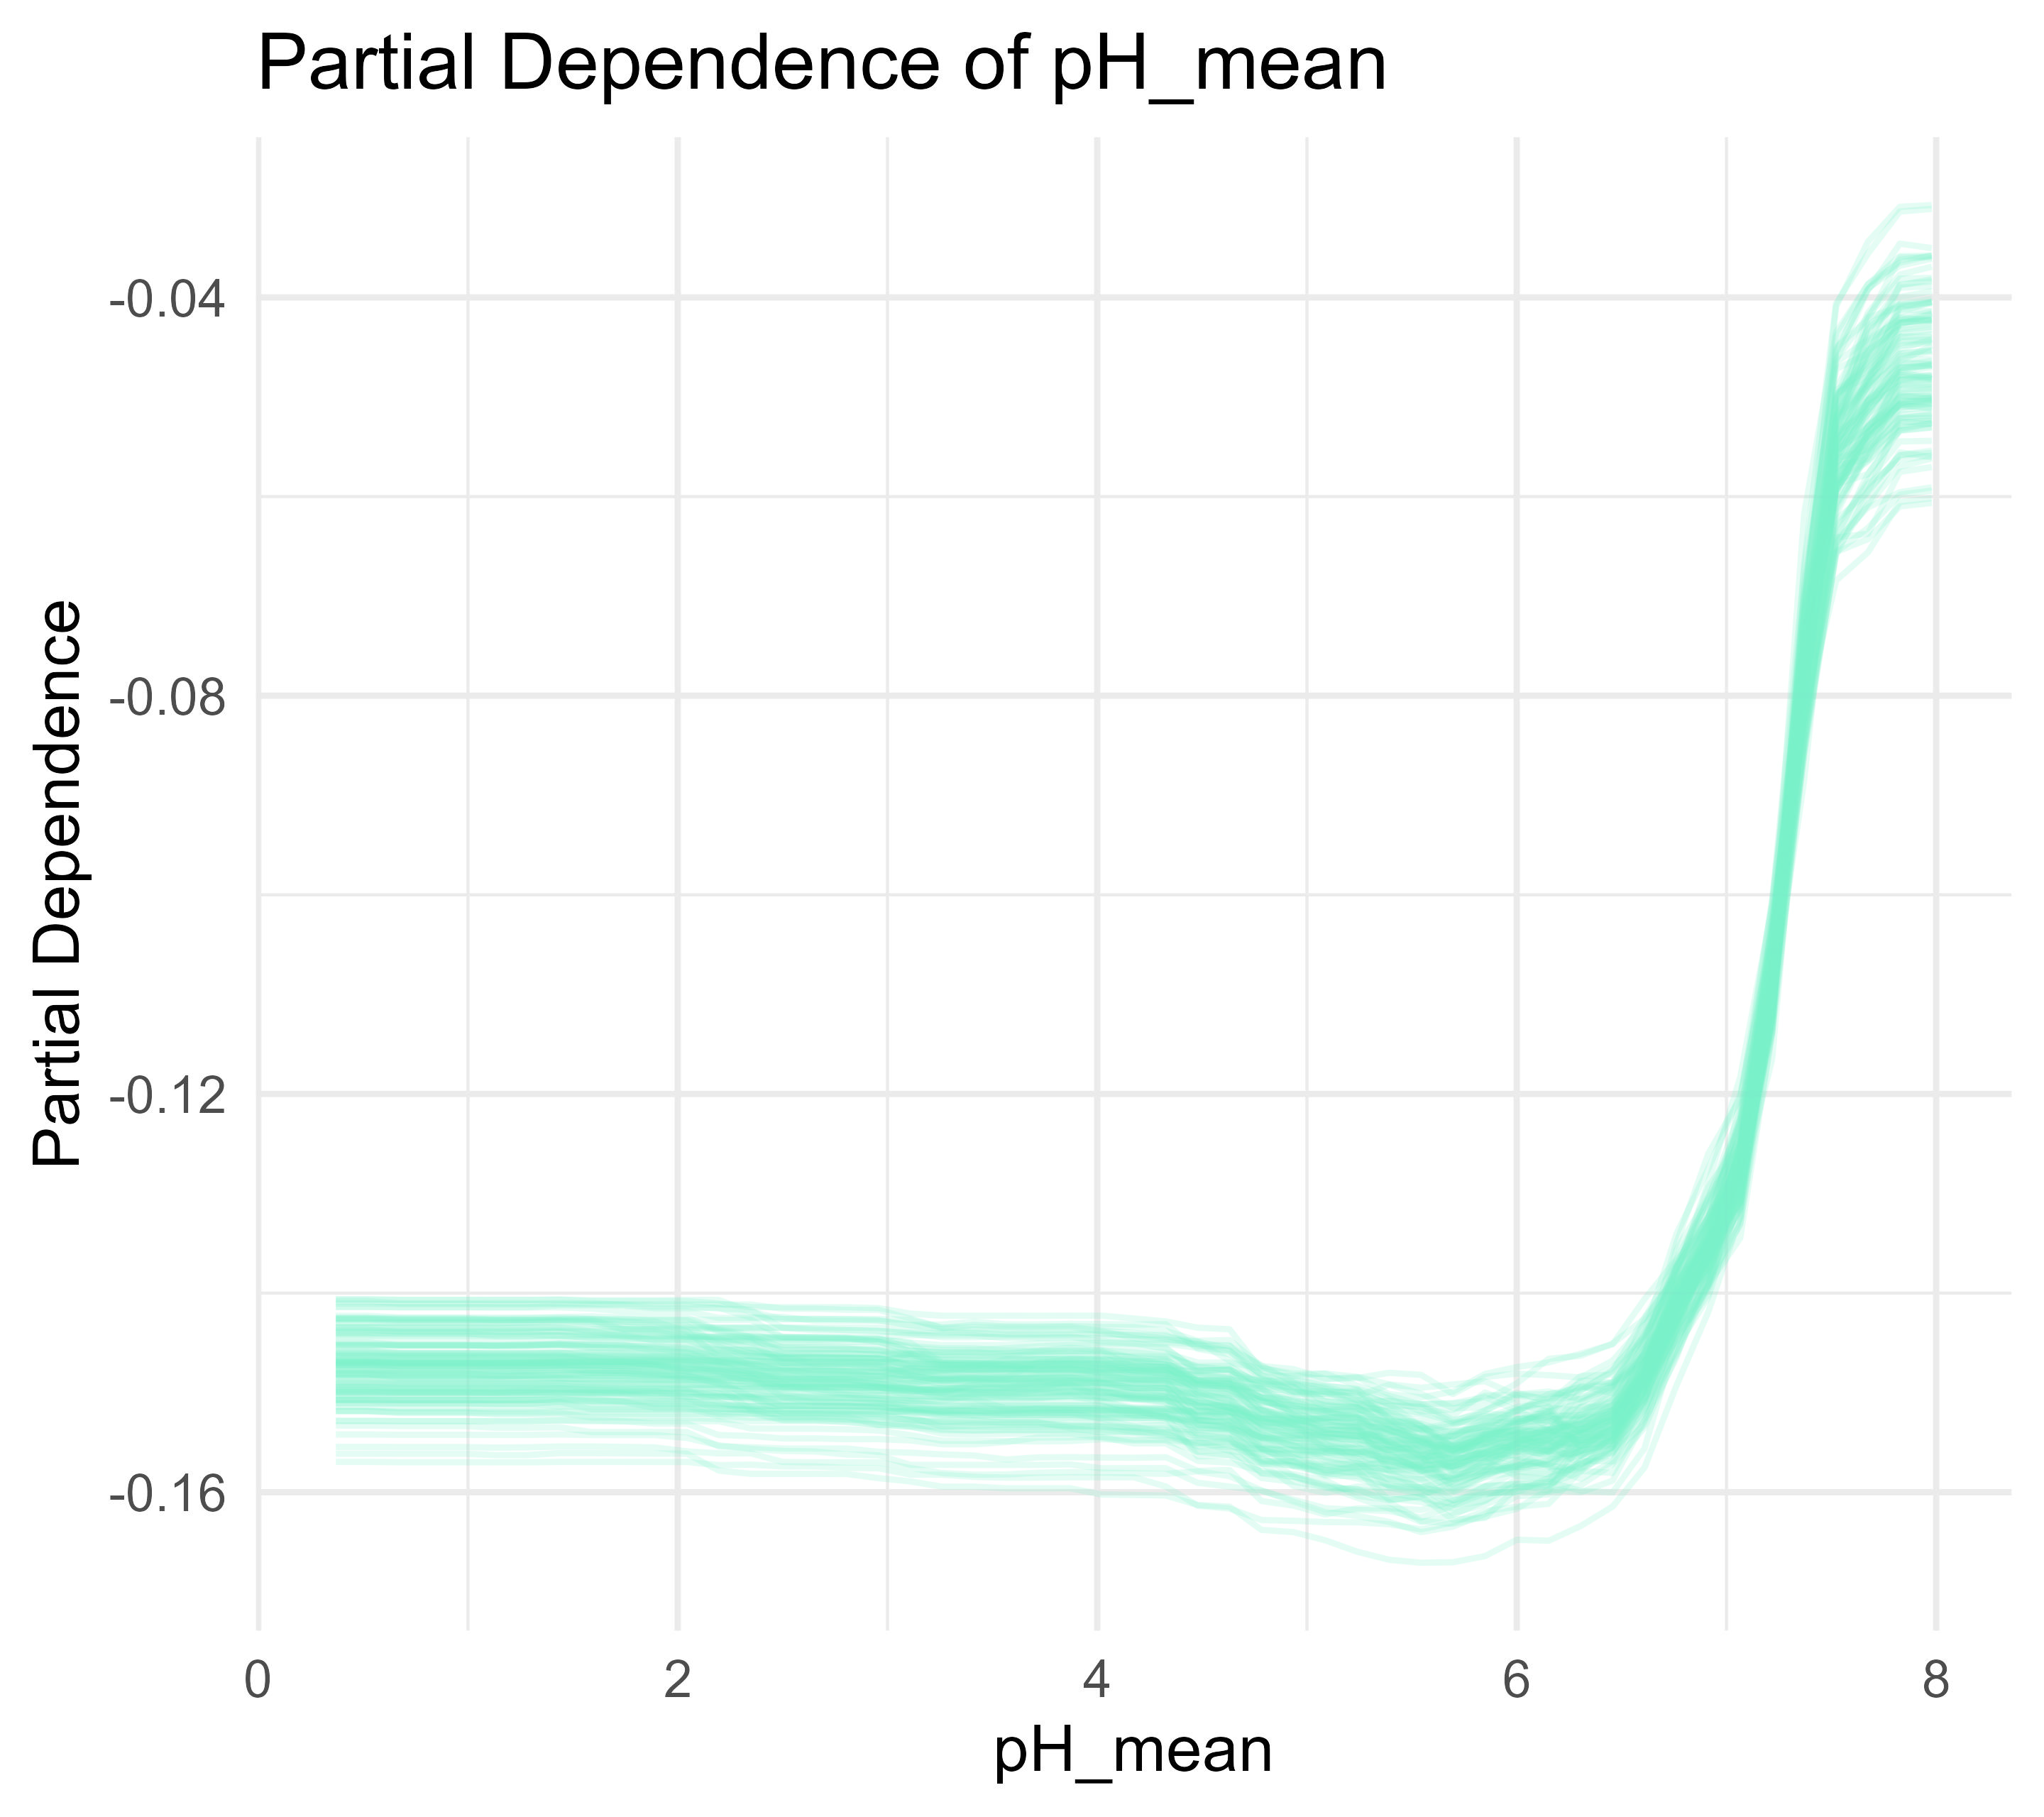 Partial Dependence of pH_mean
Partial Dependence
-0.04
-0.08
-0.12
-0.16
0 2 4 6 8
pH_mean